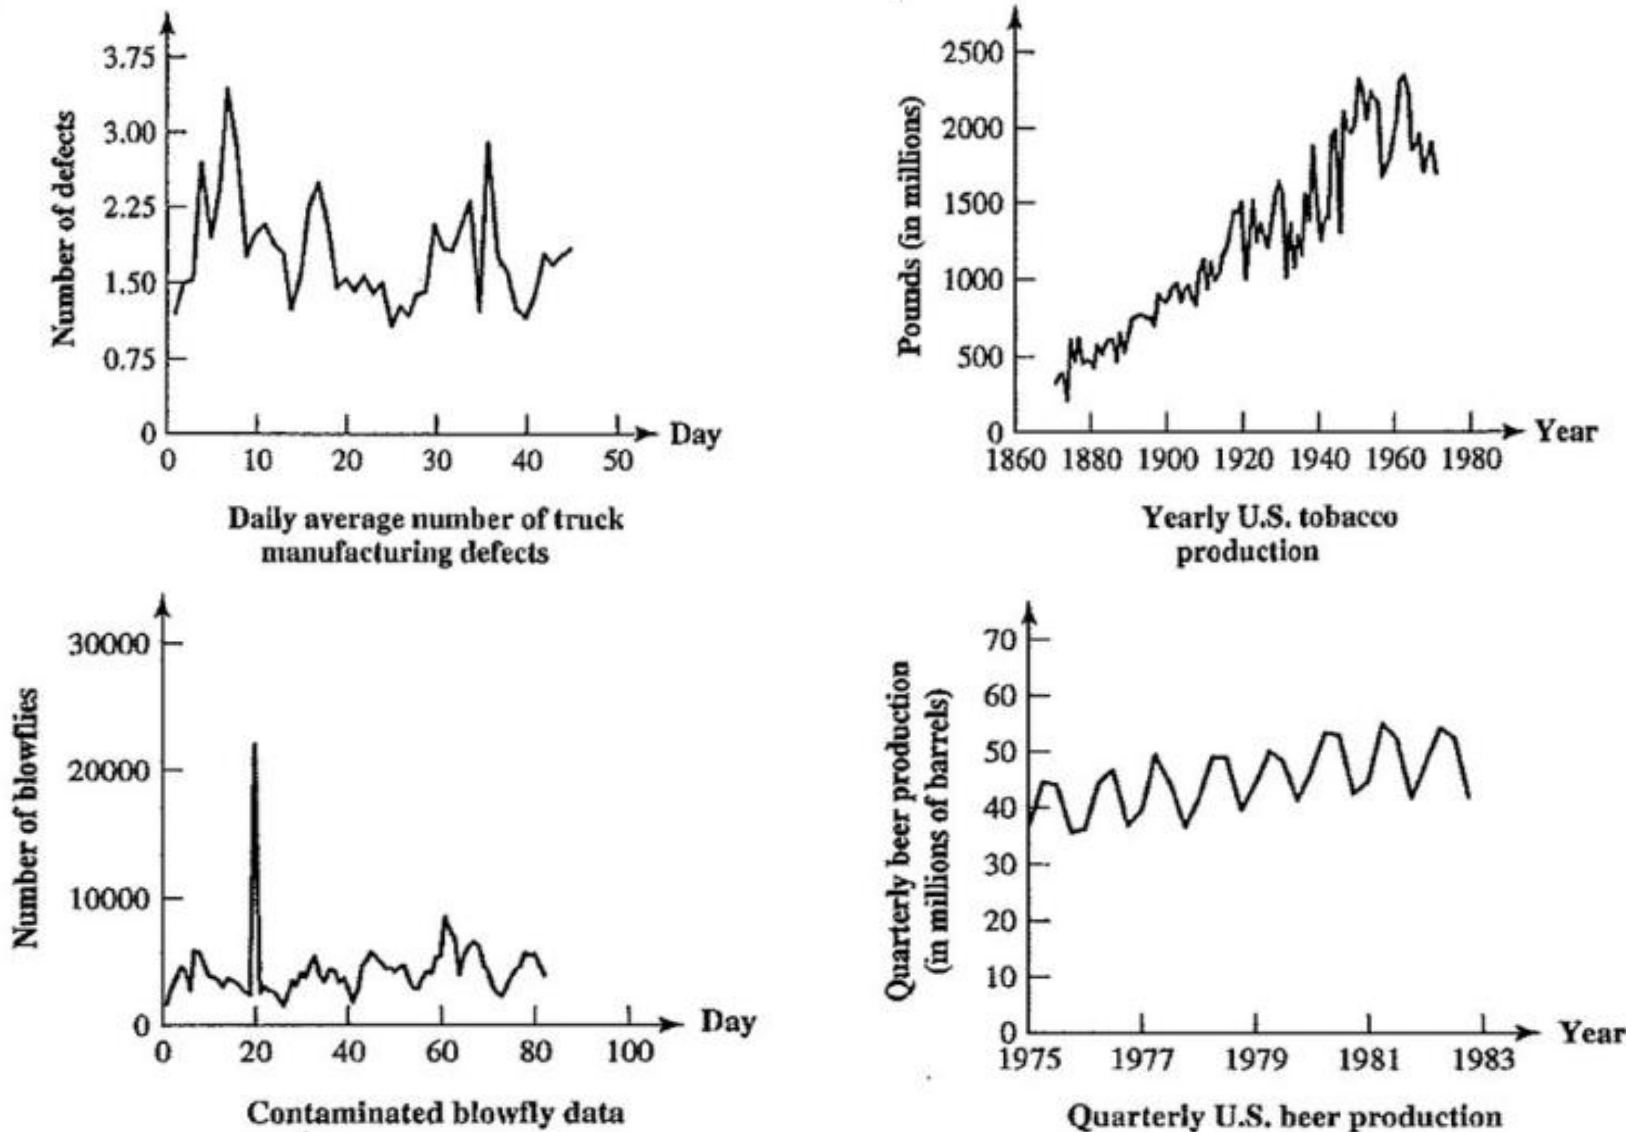 3.75
3.00
2.25
1.50
0.75
0
Number of defects
0 10 20 30 40 50
Day
Daily average number of truck
manufacturing defects
2500
2000
1500
1000
500
0
Pounds (in millions)
1860 1880 1900 1920 1940 1960 1980
Year
Yearly U.S. tobacco
production
30000
20000
10000
0
Number of blowflies
0 20 40 60 80 100
Day
Contaminated blowfly data
70
60
50
40
30
20
10
0
Quarterly beer production
(in millions of barrels)
1975 1977 1979 1981 1983
Year
Quarterly U.S. beer production